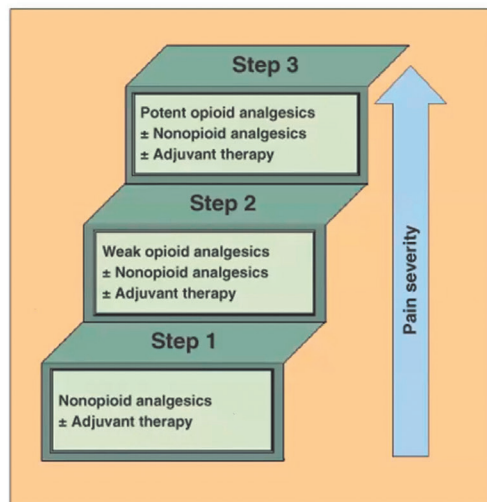 Step 3
Potent opioid analgesics
± Nonopioid analgesics
± Adjuvant therapy
Step 2
Weak opioid analgesics
± Nonopioid analgesics
± Adjuvant therapy
Step 1
Nonopioid analgesics
± Adjuvant therapy
Pain severity